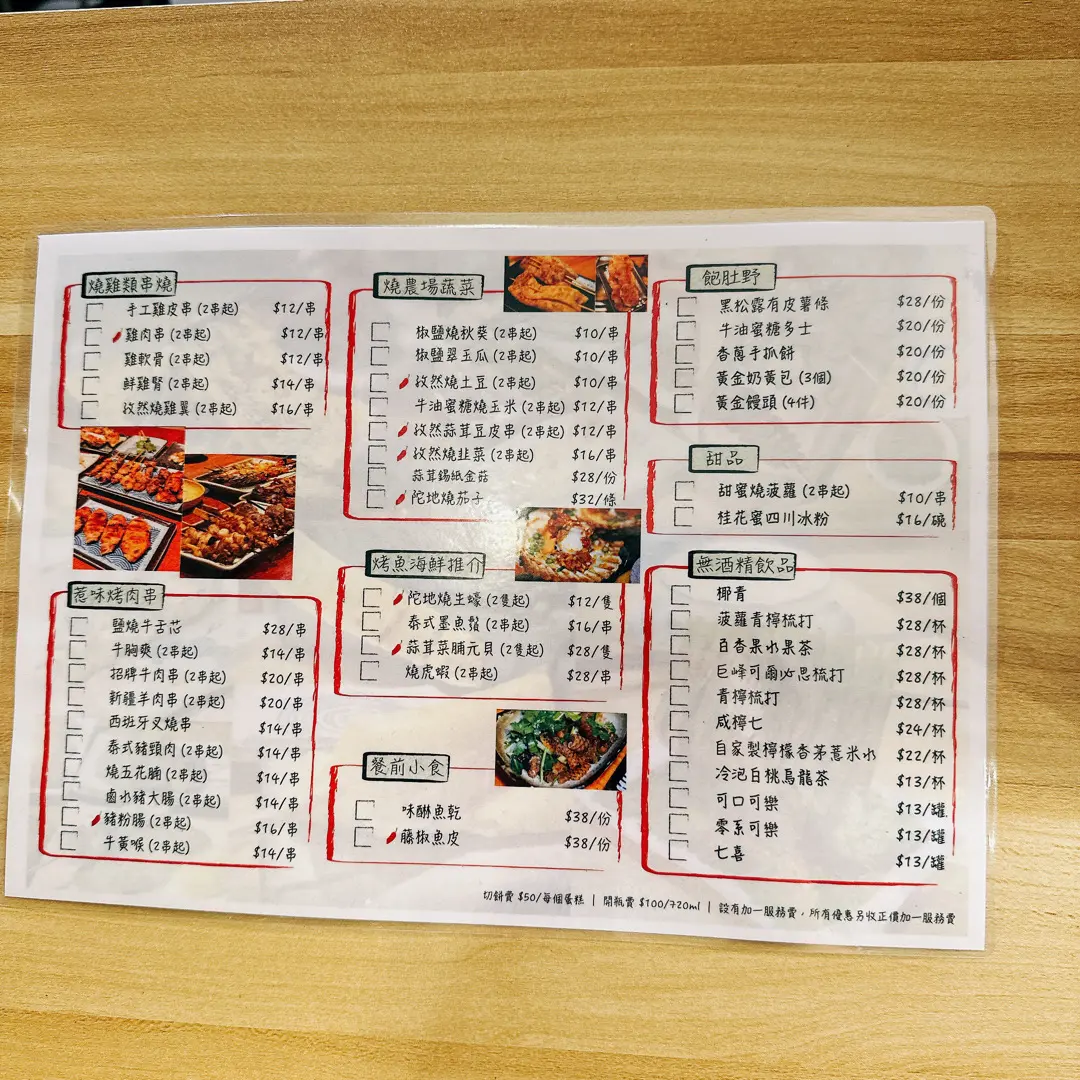 燒雞類串燒
手工雞皮串 (2串起) $12/串
雞肉串 (2串起) $12/串
雞軟骨 (2串起) $12/串
鮮雞腎 (2串起) $14/串
孜然燒雞翼 (2串起) $16/串
惹味烤肉串
鹽燒牛舌芯 $28/串
牛胸爽 (2串起) $14/串
招牌牛肉串 (2串起) $20/串
新疆羊肉串 (2串起) $20/串
西班牙叉燒串 $14/串
泰式豬頸肉 (2串起) $14/串
燒五花腩 (2串起) $14/串
鹵水豬大腸 (2串起) $14/串
豬粉腸 (2串起) $16/串
牛黃喉 (2串起) $14/串
燒農場蔬菜
椒鹽燒秋葵 (2串起) $10/串
椒鹽翠玉瓜 (2串起) $10/串
孜然燒土豆 (2串起) $10/串
牛油蜜糖燒玉米 (2串起) $12/串
孜然蒜茸豆皮串 (2串起) $12/串
孜然燒韭菜 (2串起) $16/串
蒜茸錫紙金菇 $28/份
陀地燒茄子 $32/條
烤魚海鮮推介
陀地燒生蠔 (2隻起) $12/隻
泰式墨魚鬚 (2串起) $16/串
蒜茸菜脯元貝 (2隻起) $28/隻
燒虎蝦 (2串起) $28/串
餐前小食
味醂魚乾 $38/份
藤椒魚皮 $38/份
飽肚野
黑松露有皮薯條 $28/份
牛油蜜糖多士 $20/份
香蔥手抓餅 $20/份
黃金奶黃包 (3個) $20/份
黃金饅頭 (4件) $20/份
甜品
甜蜜燒菠蘿 (2串起) $10/串
桂花蜜四川冰粉 $16/碗
無酒精飲品
椰青 $38/個
菠蘿青檸梳打 $28/杯
百香果水果茶 $28/杯
巨峰可爾必思梳打 $28/杯
青檸梳打 $28/杯
咸檸七 $24/杯
自家製檸檬香茅薏米水 $22/杯
冷泡白桃烏龍茶 $13/杯
可口可樂 $13/罐
零系可樂 $13/罐
七喜 $13/罐
切餅費 $50/每個蛋糕 | 開瓶費 $100/720ml | 設有加一服務費，所有優惠另收正價加一服務費